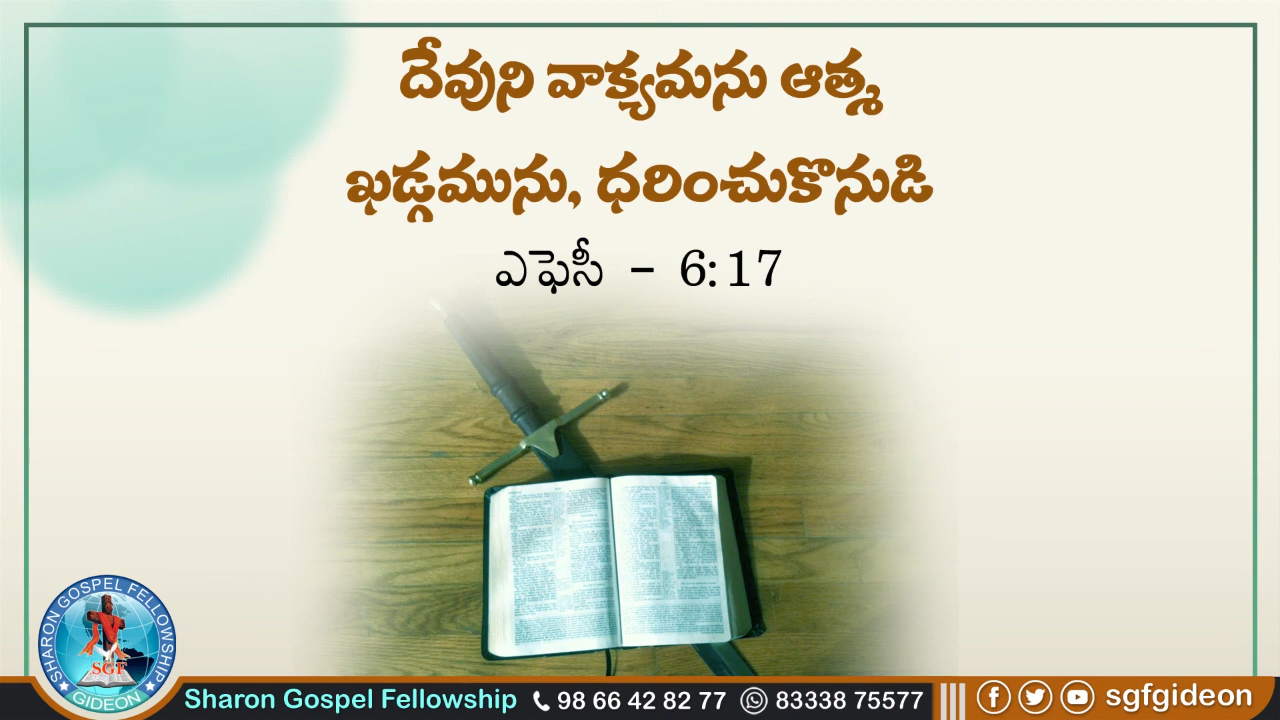 దేవుని వాక్యమను ఆత్మ
ఖడ్గమును, ధరించుకొనుడి
ఎఫెసీ - 6:17
SHARON GOSPEL FELLOWSHIP
SGF
GIDEON
Sharon Gospel Fellowship 98 66 42 82 77 83338 75577 sgfgideon